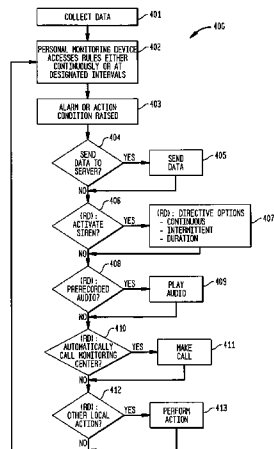 COLLECT DATA
401
400
PERSONAL MONITORING DEVICE
ACCESSES RULES EITHER
CONTINUOUSLY OR AT
DESIGNATED INTERVALS
402
ALARM OR ACTION
CONDITION RAISED
403
404
SEND
DATA TO
SERVER?
YES
SEND
DATA
405
NO
406
(RD):
ACTIVATE
SIREN?
YES
(RD): DIRECTIVE OPTIONS
- CONTINUOUS
- INTERMITTENT
- DURATION
407
NO
408
(RD):
PRERECORDED
AUDIO?
YES
PLAY
AUDIO
409
NO
410
(RD):
AUTOMATICALLY
CALL MONITORING
CENTER?
YES
MAKE
CALL
411
NO
412
(RD):
OTHER LOCAL
ACTION?
YES
PERFORM
ACTION
413
NO